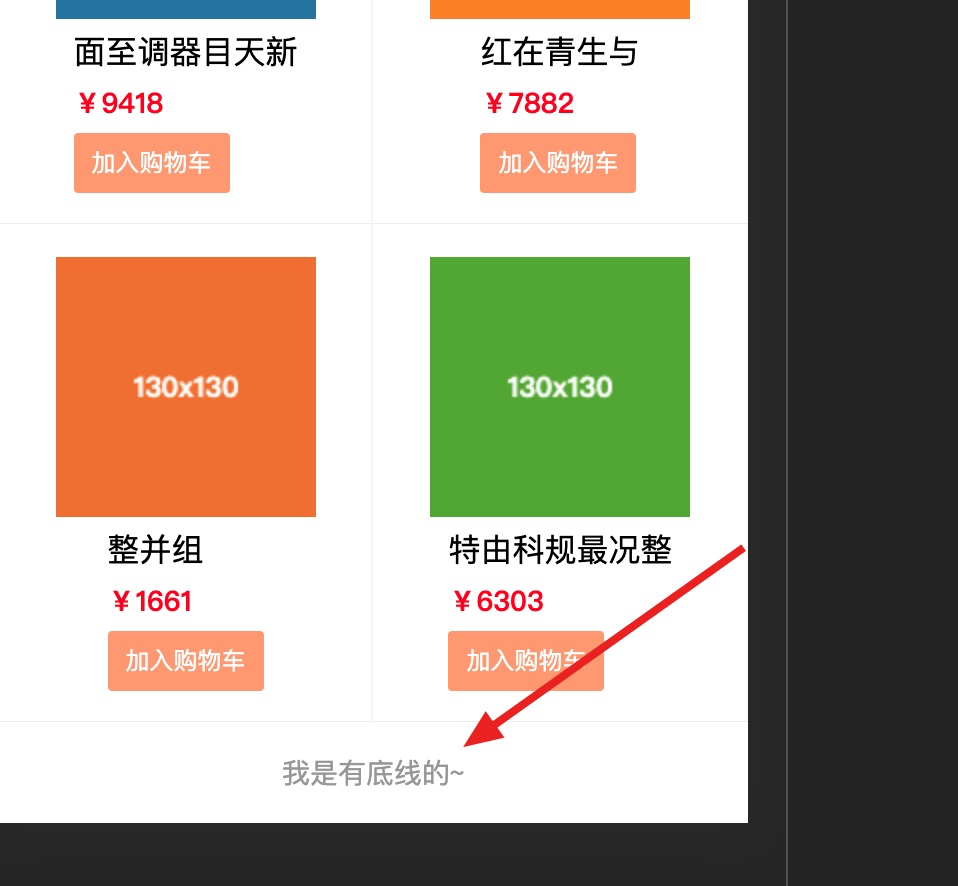 面至调器目天新
红在青生与
￥9418
￥7882
加入购物车
加入购物车
130x130
130x130
整并组
特由科规最况整
￥1661
￥6303
加入购物车
加入购物车
我是有底线的~